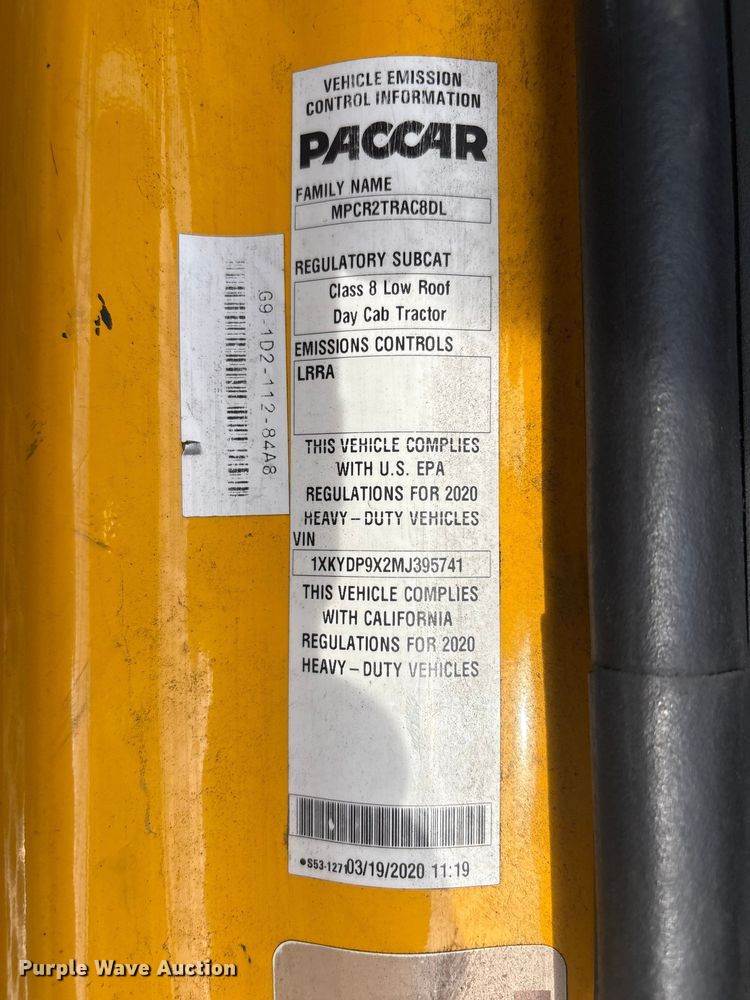 VEHICLE EMISSION
CONTROL INFORMATION
PACCAR
FAMILY NAME
MPCR2TRAC8DL
REGULATORY SUBCAT
Class 8 Low Roof
Day Cab Tractor
EMISSIONS CONTROLS
LRRA
THIS VEHICLE COMPLIES
WITH U.S. EPA
REGULATIONS FOR 2020
HEAVY-DUTY VEHICLES
VIN
1XKYDP9X2MJ395741
THIS VEHICLE COMPLIES
WITH CALIFORNIA
REGULATIONS FOR 2020
HEAVY-DUTY VEHICLES
•S53-1271 03/19/2020 11:19
G9-1D2-112-84A8
Purple Wave Auction